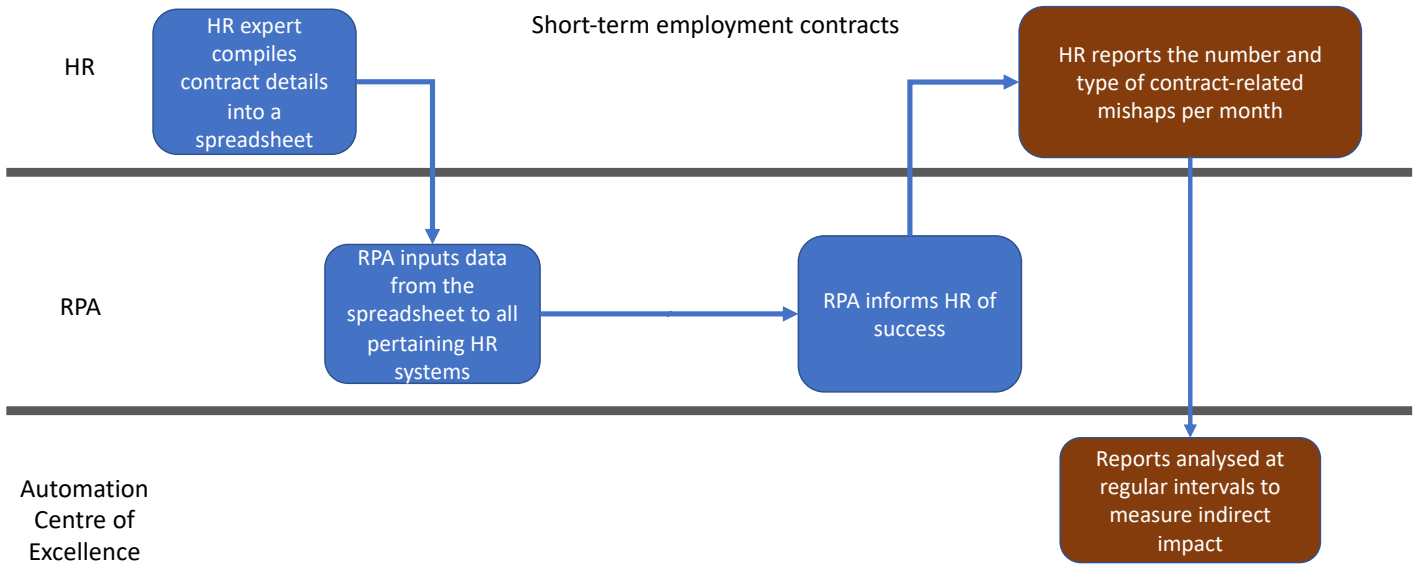 Short-term employment contracts
HR
HR expert
compiles
contract details
into a
spreadsheet
HR reports the number and
type of contract-related
mishaps per month
RPA
RPA inputs data
from the
spreadsheet to all
pertaining HR
systems
RPA informs HR of
success
Automation
Centre of
Excellence
Reports analysed at
regular intervals to
measure indirect
impact